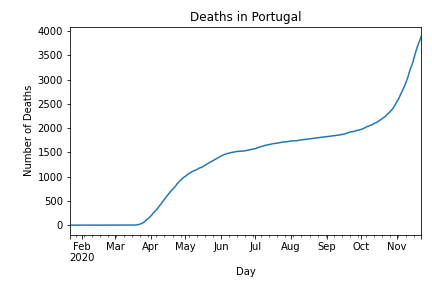 Deaths in Portugal
Number of Deaths
4000
3500
3000
2500
2000
1500
1000
500
0
Feb Mar Apr May Jun Jul Aug Sep Oct Nov
2020
Day